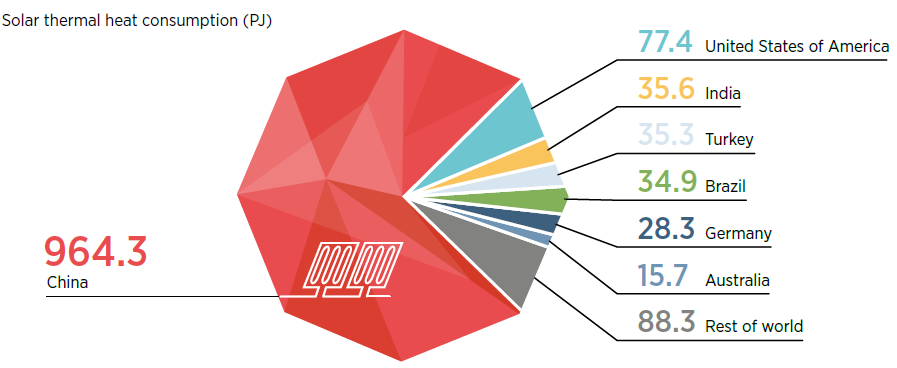 Solar thermal heat consumption (PJ)
77.4 United States of America
35.6 India
35.3 Turkey
34.9 Brazil
964.3
China
28.3 Germany
15.7 Australia
88.3 Rest of world